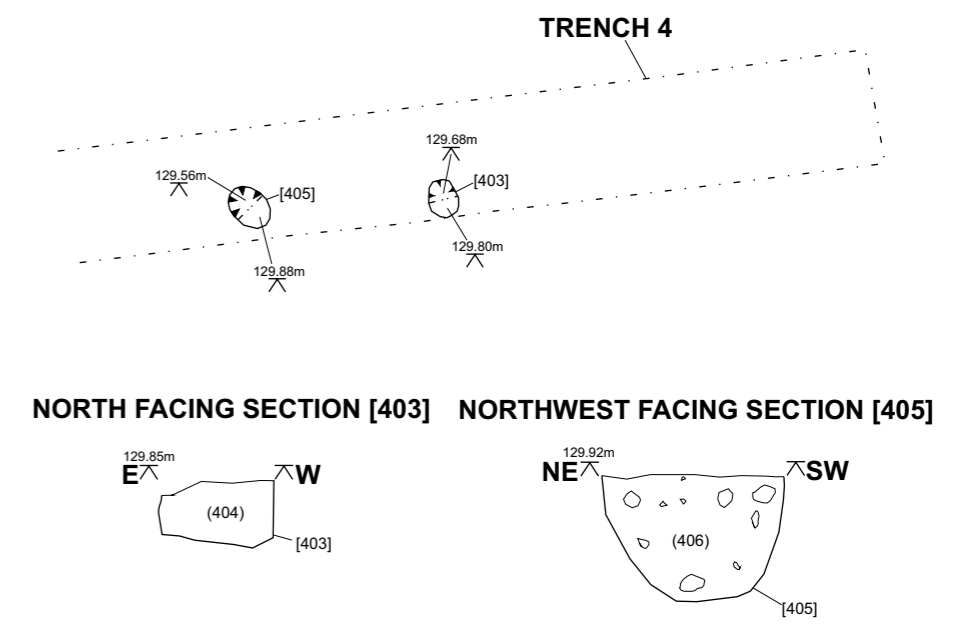 TRENCH 4
129.68m
129.56m
[403]
[405]
129.80m
129.88m
NORTH FACING SECTION [403]
NORTHWEST FACING SECTION [405]
129.85m
E
W
(404)
[403]
129.92m
NE
SW
(406)
[405]